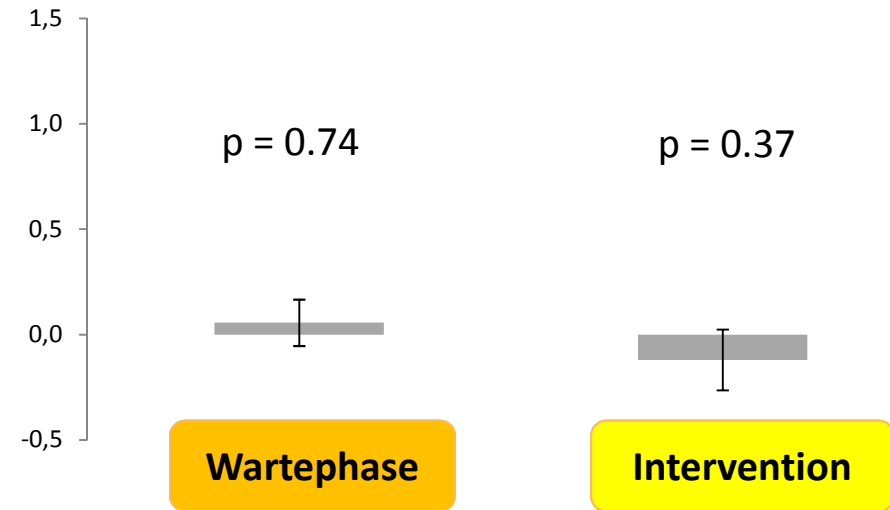 1,5
1,0
p = 0.74
p = 0.37
0,5
0,0
-0,5
Wartephase
Intervention